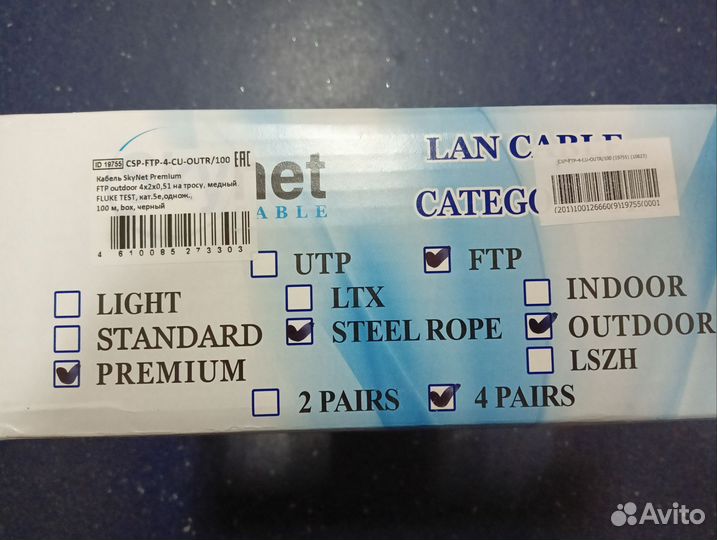 ID 19755 CSP-FTP-4-CU-OUTR/100 EAC
Кабель SkyNet Premium
FTP outdoor 4x2x0,51 на тросу, медный
FLUKE TEST, кат.5e,однож.,
100 м, box, черный
4 610085 273303
net
ABLE
LAN CABLE
CATEGO
CSP-FTP-4-CU-OUTR/100 (19755)
(201)100126660(9)19755(0001
UTP
FTP
LIGHT
LTX
INDOOR
STANDARD
STEEL ROPE
OUTDOOR
PREMIUM
LSZH
2 PAIRS
4 PAIRS
Avito